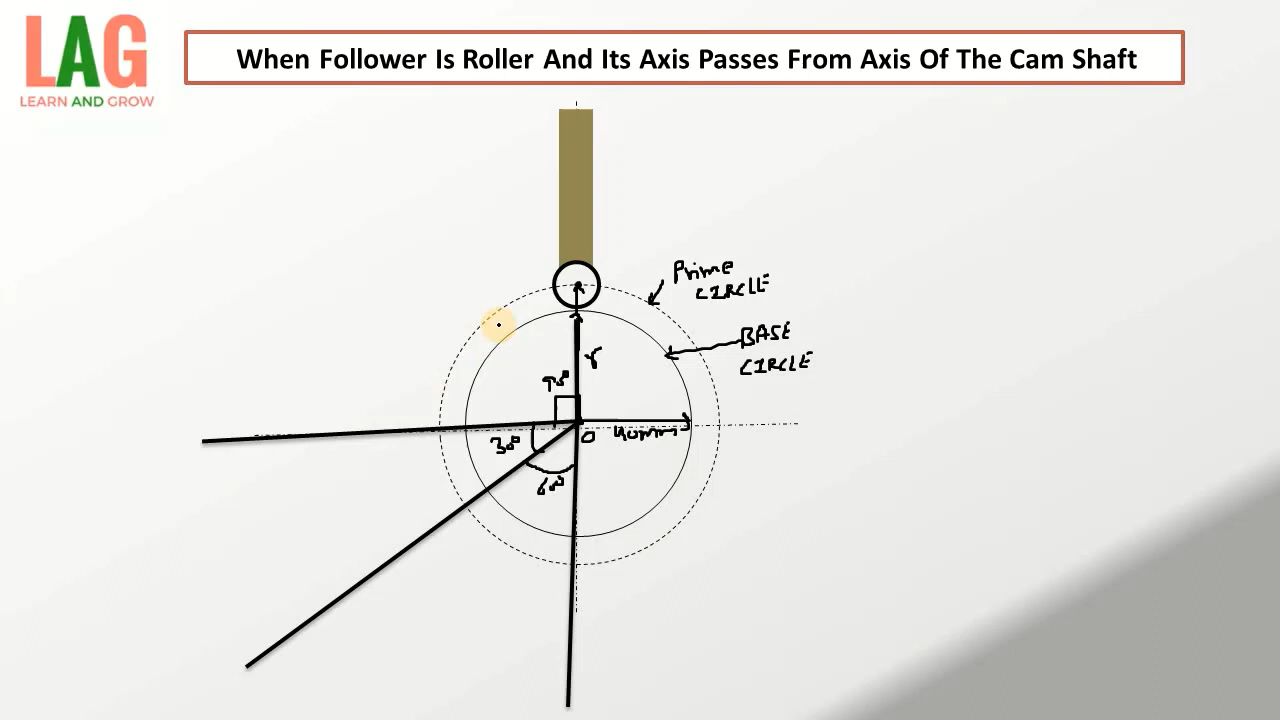 LAG
LEARN AND GROW
When Follower Is Roller And Its Axis Passes From Axis Of The Cam Shaft
Prime
CIRCLE
BASE
CIRCLE
r
90°
30°
O
40mm
60°